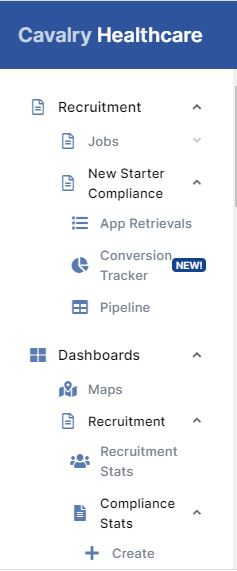 Cavalry Healthcare
Recruitment
Jobs
New Starter
Compliance
App Retrievals
Conversion
Tracker
NEW!
Pipeline
Dashboards
Maps
Recruitment
Recruitment
Stats
Compliance
Stats
Create